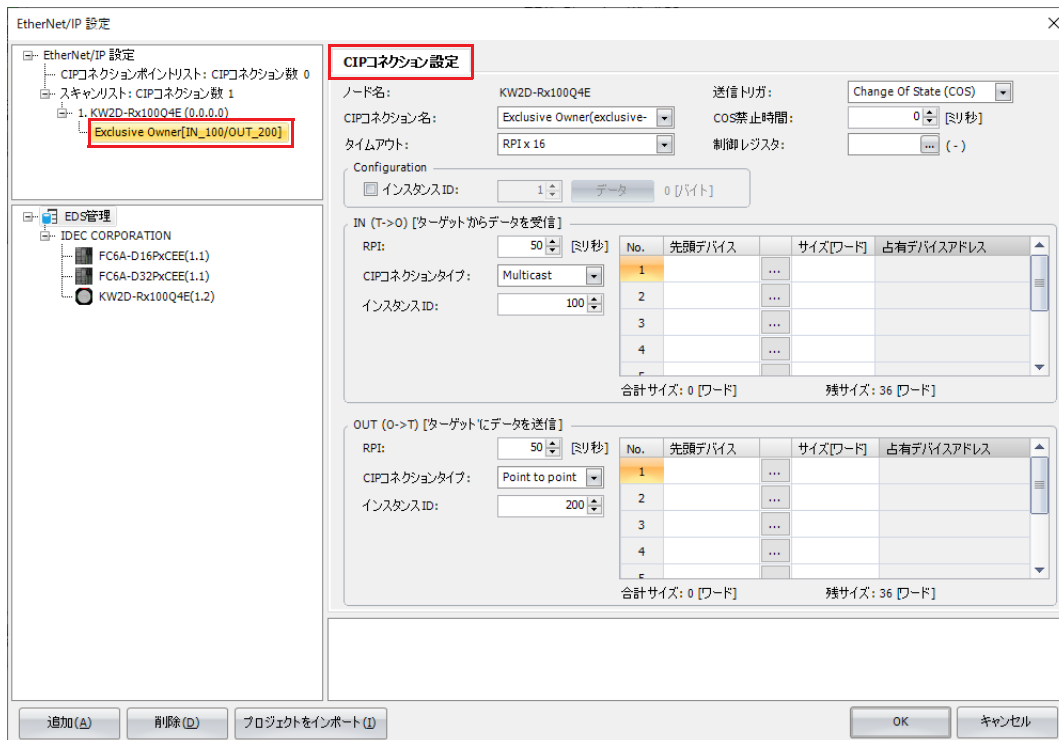 EtherNet/IP 設定
EtherNet/IP 設定
CIPコネクションポイントリスト: CIPコネクション数 0
スキャンリスト: CIPコネクション数 1
1. KW2D-Rx100Q4E (0.0.0.0)
Exclusive Owner[IN_100/OUT_200]
EDS管理
IDEC CORPORATION
FC6A-D16PxCEE(1.1)
FC6A-D32PxCEE(1.1)
KW2D-Rx100Q4E(1.2)
CIPコネクション設定
ノード名: KW2D-Rx100Q4E 送信トリガ: Change Of State (COS)
CIPコネクション名: Exclusive Owner(exclusive- COS禁止時間: 0 [ミリ秒]
タイムアウト: RPI x 16 制御レジスタ: ... (-)
Configuration
インスタンスID: 1 データ 0 [バイト]
IN (T->O) ['ターゲット'からデータを受信]
RPI: 50 [ミリ秒]
CIPコネクションタイプ: Multicast
インスタンスID: 100
No. 先頭デバイス サイズ[ワード] 占有デバイスアドレス
1 ...
2 ...
3 ...
4 ...
合計サイズ: 0 [ワード] 残サイズ: 36 [ワード]
OUT (O->T) ['ターゲット'にデータを送信]
RPI: 50 [ミリ秒]
CIPコネクションタイプ: Point to point
インスタンスID: 200
No. 先頭デバイス サイズ[ワード] 占有デバイスアドレス
1 ...
2 ...
3 ...
4 ...
合計サイズ: 0 [ワード] 残サイズ: 36 [ワード]
追加(A) 削除(D) プロジェクトをインポート(I) OK キャンセル